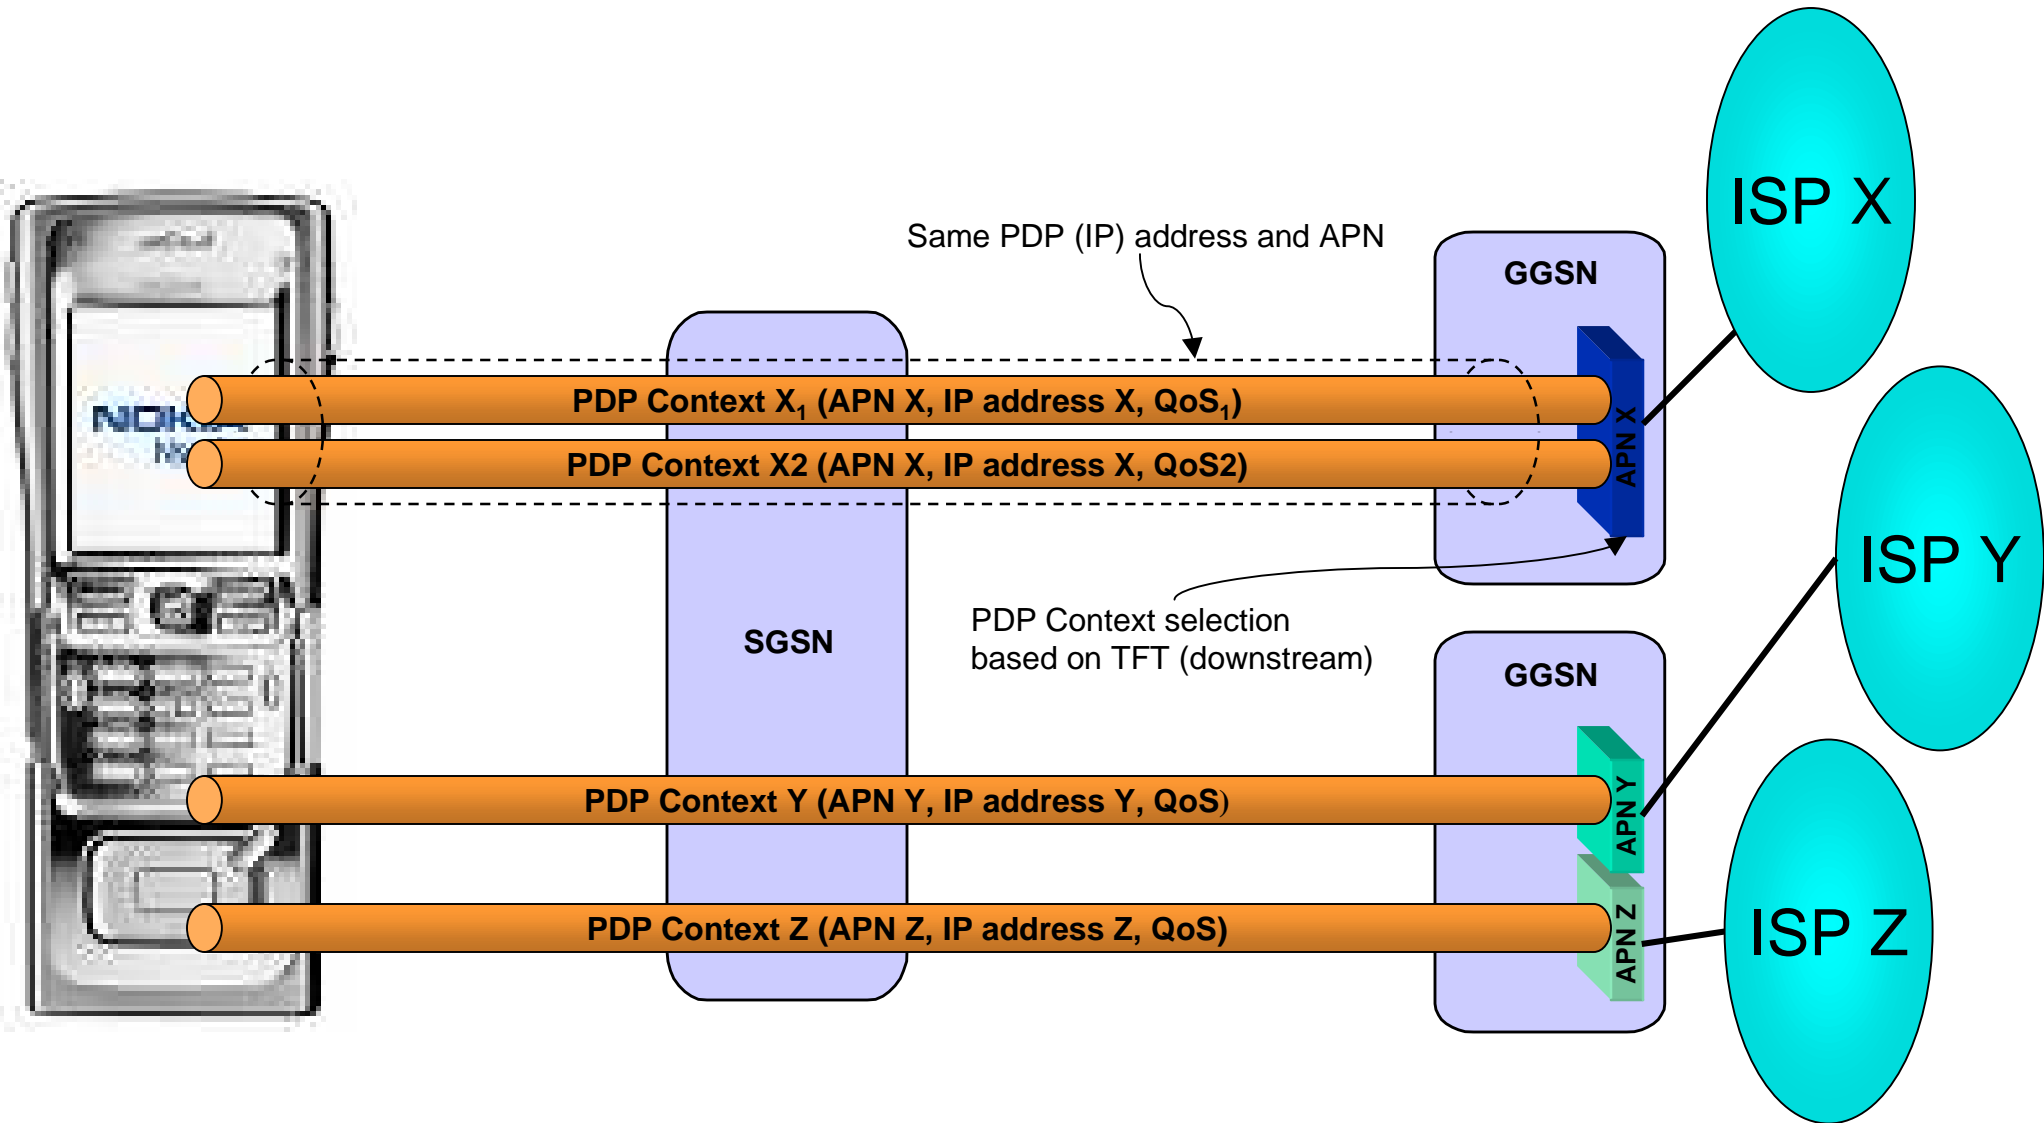 ISP X
Same PDP (IP) address and APN
GGSN
PDP Context X₁ (APN X, IP address X, QoS₁)
PDP Context X2 (APN X, IP address X, QoS2)
APN X
ISP Y
PDP Context selection
based on TFT (downstream)
SGSN
GGSN
PDP Context Y (APN Y, IP address Y, QoS)
APN Y
PDP Context Z (APN Z, IP address Z, QoS)
APN Z
ISP Z